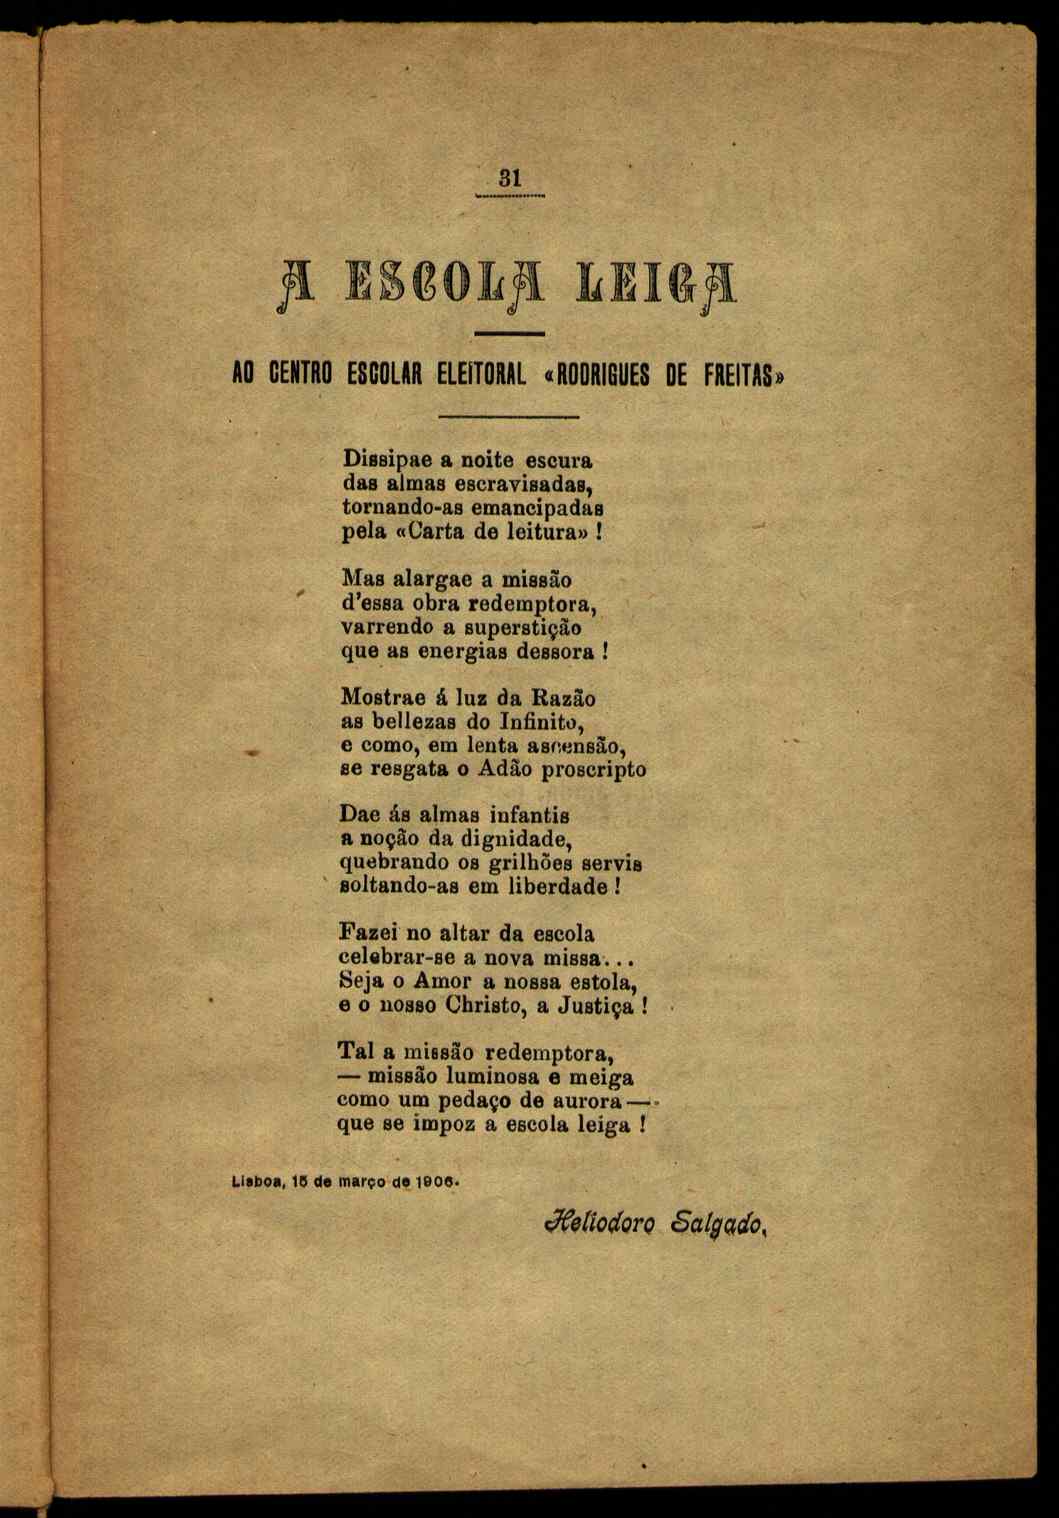 31
A ESCOLA LEIGA
AO CENTRO ESCOLAR ELEITORAL «RODRIGUES DE FREITAS»
Dissipae a noite escura
das almas escravisadas,
tornando-as emancipadas
pela «Carta de leitura» !
Mas alargae a missão
d'essa obra redemptora,
varrendo a superstição
que as energias dessora !
Mostrae á luz da Razão
as bellezas do Infinito,
e como, em lenta ascensão,
se resgata o Adão proscripto
Dae ás almas infantis
a noção da dignidade,
quebrando os grilhões servis
soltando-as em liberdade !
Fazei no altar da escola
celebrar-se a nova missa...
Seja o Amor a nossa estola,
e o nosso Christo, a Justiça !
Tal a missão redemptora,
— missão luminosa e meiga
como um pedaço de aurora —
que se impoz a escola leiga !
Lisboa, 15 de março de 1906.
Heliodoro Salgado,